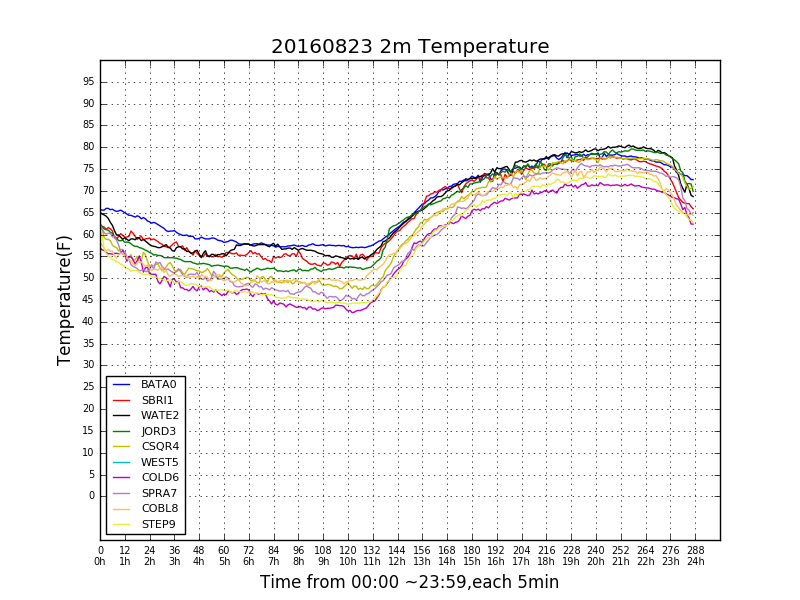 20160823 2m Temperature
Temperature(F)
95
90
85
80
75
70
65
60
55
50
45
40
35
30
25
20
15
10
5
0
BATA0
SBRI1
WATE2
JORD3
CSQR4
WEST5
COLD6
SPRA7
COBL8
STEP9
0 12 24 36 48 60 72 84 96 108 120 132 144 156 168 180 192 204 216 228 240 252 264 276 288
0h 1h 2h 3h 4h 5h 6h 7h 8h 9h 10h 11h 12h 13h 14h 15h 16h 17h 18h 19h 20h 21h 22h 23h 24h
Time from 00:00 ~23:59,each 5min